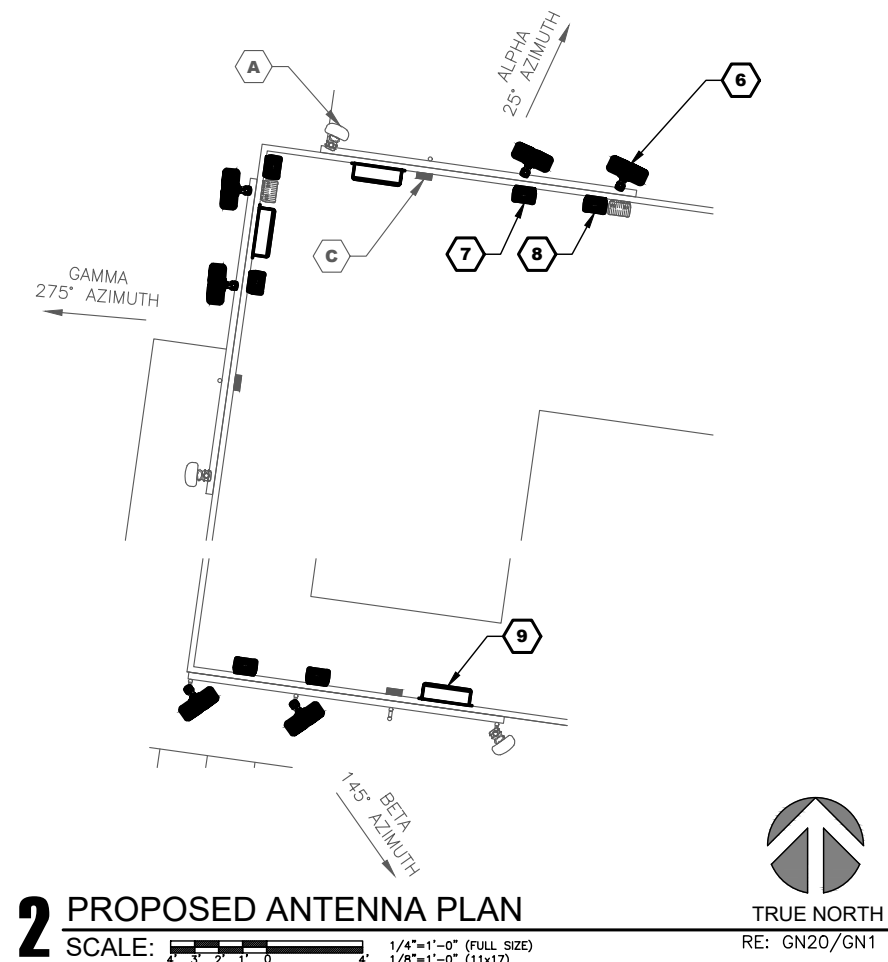 A
ALPHA
25° AZIMUTH
6
C
7
8
GAMMA
275° AZIMUTH
9
BETA
145° AZIMUTH
2 PROPOSED ANTENNA PLAN
SCALE:
4' 3' 2' 1' 0 4'
1/4"=1'-0" (FULL SIZE)
1/8"=1'-0" (11x17)
TRUE NORTH
RE: GN20/GN1